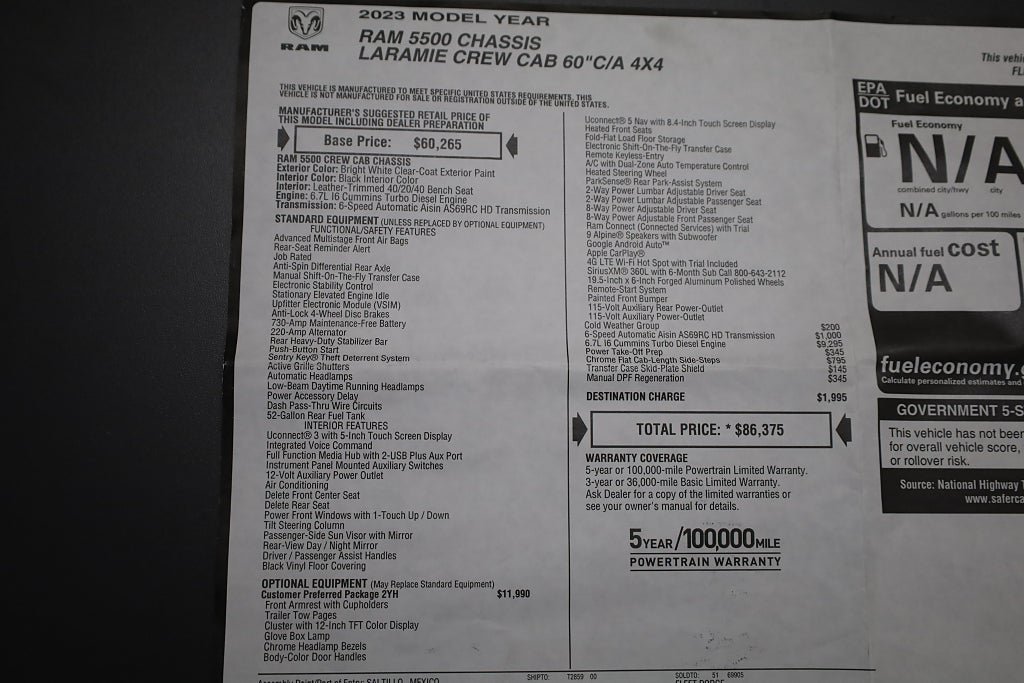 RAM
2023 MODEL YEAR
RAM 5500 CHASSIS
LARAMIE CREW CAB 60"C/A 4X4
THIS VEHICLE IS MANUFACTURED TO MEET SPECIFIC UNITED STATES REQUIREMENTS. THIS
VEHICLE IS NOT MANUFACTURED FOR SALE OR REGISTRATION OUTSIDE OF THE UNITED STATES.
MANUFACTURER'S SUGGESTED RETAIL PRICE OF
THIS MODEL INCLUDING DEALER PREPARATION
Base Price: $60,265
RAM 5500 CREW CAB CHASSIS
Exterior Color: Bright White Clear-Coat Exterior Paint
Interior Color: Black Interior Color
Interior: Leather-Trimmed 40/20/40 Bench Seat
Engine: 6.7L I6 Cummins Turbo Diesel Engine
Transmission: 6-Speed Automatic Aisin AS69RC HD Transmission
STANDARD EQUIPMENT (UNLESS REPLACED BY OPTIONAL EQUIPMENT)
FUNCTIONAL/SAFETY FEATURES
Advanced Multistage Front Air Bags
Rear-Seat Reminder Alert
Job Rated
Anti-Spin Differential Rear Axle
Manual Shift-On-The-Fly Transfer Case
Electronic Stability Control
Stationary Elevated Engine Idle
Upfitter Electronic Module (VSIM)
Anti-Lock 4-Wheel Disc Brakes
730-Amp Maintenance-Free Battery
220-Amp Alternator
Rear Heavy-Duty Stabilizer Bar
Push-Button Start
Sentry Key® Theft Deterrent System
Active Grille Shutters
Automatic Headlamps
Low-Beam Daytime Running Headlamps
Power Accessory Delay
Dash Pass-Thru Wire Circuits
52-Gallon Rear Fuel Tank
INTERIOR FEATURES
Uconnect® 3 with 5-Inch Touch Screen Display
Integrated Voice Command
Full Function Media Hub with 2-USB Plus Aux Port
Instrument Panel Mounted Auxiliary Switches
12-Volt Auxiliary Power Outlet
Air Conditioning
Delete Front Center Seat
Delete Rear Seat
Power Front Windows with 1-Touch Up / Down
Tilt Steering Column
Passenger-Side Sun Visor with Mirror
Rear-View Day / Night Mirror
Driver / Passenger Assist Handles
Black Vinyl Floor Covering
OPTIONAL EQUIPMENT (May Replace Standard Equipment)
Customer Preferred Package 2YH $11,990
Front Armrest with Cupholders
Trailer Tow Pages
Cluster with 12-Inch TFT Color Display
Glove Box Lamp
Chrome Headlamp Bezels
Body-Color Door Handles
Uconnect® 5 Nav with 8.4-Inch Touch Screen Display
Heated Front Seats
Fold-Flat Load Floor Storage
Electronic Shift-On-The-Fly Transfer Case
Remote Keyless-Entry
A/C with Dual-Zone Auto Temperature Control
Heated Steering Wheel
ParkSense® Rear Park-Assist System
2-Way Power Lumbar Adjustable Driver Seat
2-Way Power Lumbar Adjustable Passenger Seat
8-Way Power Adjustable Driver Seat
8-Way Power Adjustable Front Passenger Seat
Ram Connect (Connected Services) with Trial
9 Alpine® Speakers with Subwoofer
Google Android Auto™
Apple CarPlay®
4G LTE Wi-Fi Hot Spot with Trial Included
SiriusXM® 360L with 6-Month Sub Call 800-643-2112
19.5-Inch x 6-Inch Forged Aluminum Polished Wheels
Remote-Start System
Painted Front Bumper
115-Volt Auxiliary Rear Power-Outlet
115-Volt Auxiliary Power-Outlet
Cold Weather Group $200
6-Speed Automatic Aisin AS69RC HD Transmission $1,000
6.7L I6 Cummins Turbo Diesel Engine $9,295
Power Take-Off Prep $345
Chrome Flat Cab-Length Side-Steps $795
Transfer Case Skid-Plate Shield $145
Manual DPF Regeneration $345
DESTINATION CHARGE $1,995
TOTAL PRICE: * $86,375
WARRANTY COVERAGE
5-year or 100,000-mile Powertrain Limited Warranty.
3-year or 36,000-mile Basic Limited Warranty.
Ask Dealer for a copy of the limited warranties or
see your owner's manual for details.
5 YEAR/100,000 MILE
POWERTRAIN WARRANTY
Assembly Point/Port of Entry: SALTILLO, MEXICO
SHIPTO: T2859 00
SOLDTO: 51 69905
FLEET DODGE
This vehi
FL
EPA
DOT
Fuel Economy a
Fuel Economy
N/A
combined city/hwy city
N/A gallons per 100 miles
Annual fuel cost
N/A
fueleconomy.g
Calculate personalized estimates and
GOVERNMENT 5-S
This vehicle has not been
for overall vehicle score,
or rollover risk.
Source: National Highway T
www.saferca